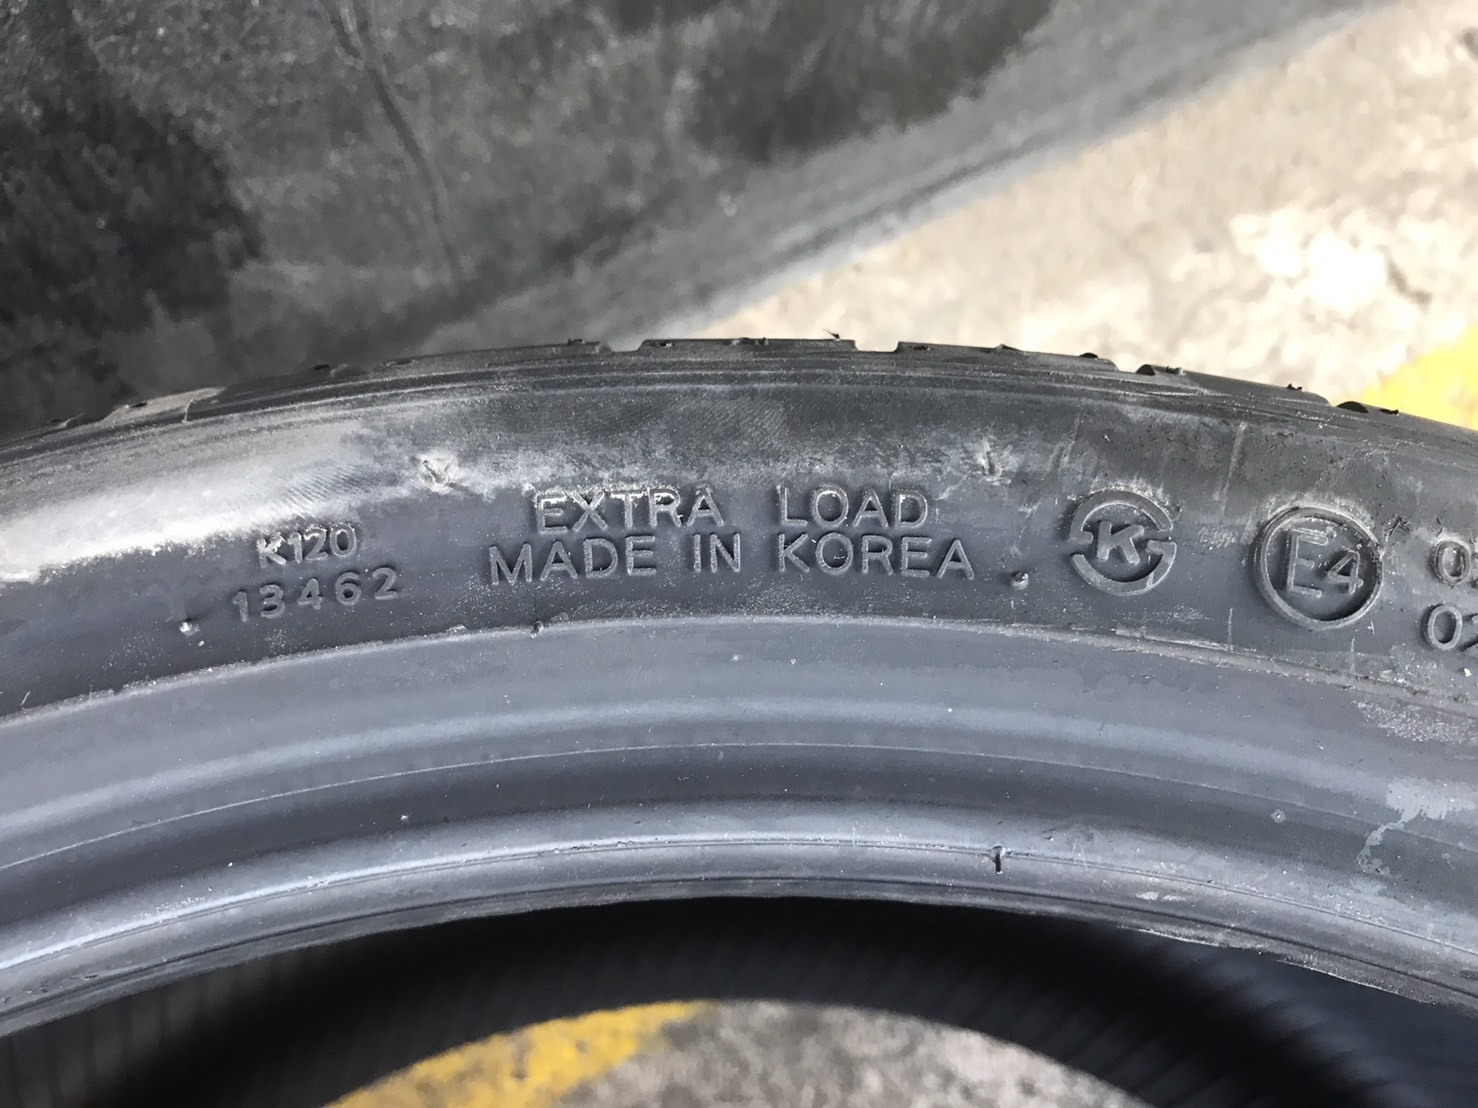 K120
13462
EXTRA LOAD
MADE IN KOREA
K
E4